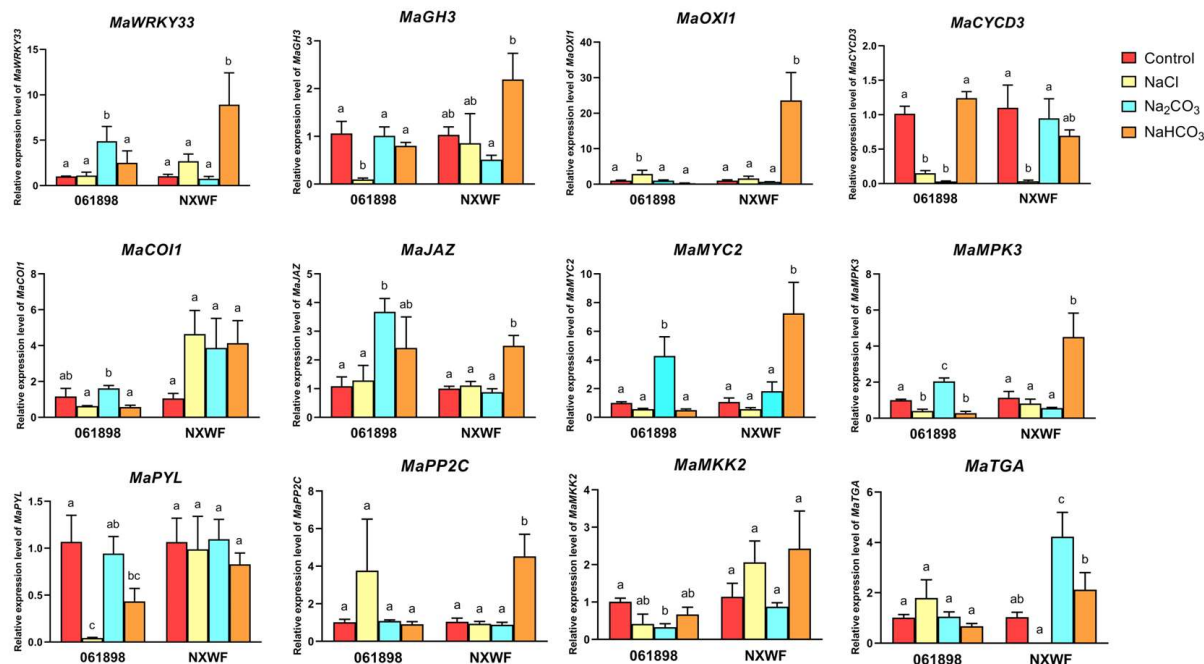 MaWRKY33
Relative expression level of MaWRKY33
15
10
5
0
a a b a a a a b
061898 NXWF
MaGH3
Relative expression level of MaGH3
3
2
1
0
a b a a ab ab a b
061898 NXWF
MaOXI1
Relative expression level of MaOXI1
40
30
20
10
0
a b a a a a a b
061898 NXWF
MaCYCD3
Relative expression level of MaCYCD3
2.0
1.5
1.0
0.5
0.0
a b b a a b a ab
061898 NXWF
Control
NaCl
Na₂CO₃
NaHCO₃
MaCOI1
Relative expression level of MaCOI1
8
6
4
2
0
ab a b a a a a a
061898 NXWF
MaJAZ
Relative expression level of MaJAZ
5
4
3
2
1
0
a a b ab a a a b
061898 NXWF
MaMYC2
Relative expression level of MaMYC2
10
8
6
4
2
0
a a b a a a a b
061898 NXWF
MaMPK3
Relative expression level of MaMPK3
8
6
4
2
0
a b c b a a a b
061898 NXWF
MaPYL
Relative expression level of MaPYL
1.5
1.0
0.5
0.0
a c ab bc a a a a
061898 NXWF
MaPP2C
Relative expression level of MaPP2C
8
6
4
2
0
a a a a a a a b
061898 NXWF
MaMKK2
Relative expression level of MaMKK2
4
3
2
1
0
a ab b ab a a a a
061898 NXWF
MaTGA
Relative expression level of MaTGA
6
4
2
0
a a a a ab a c b
061898 NXWF